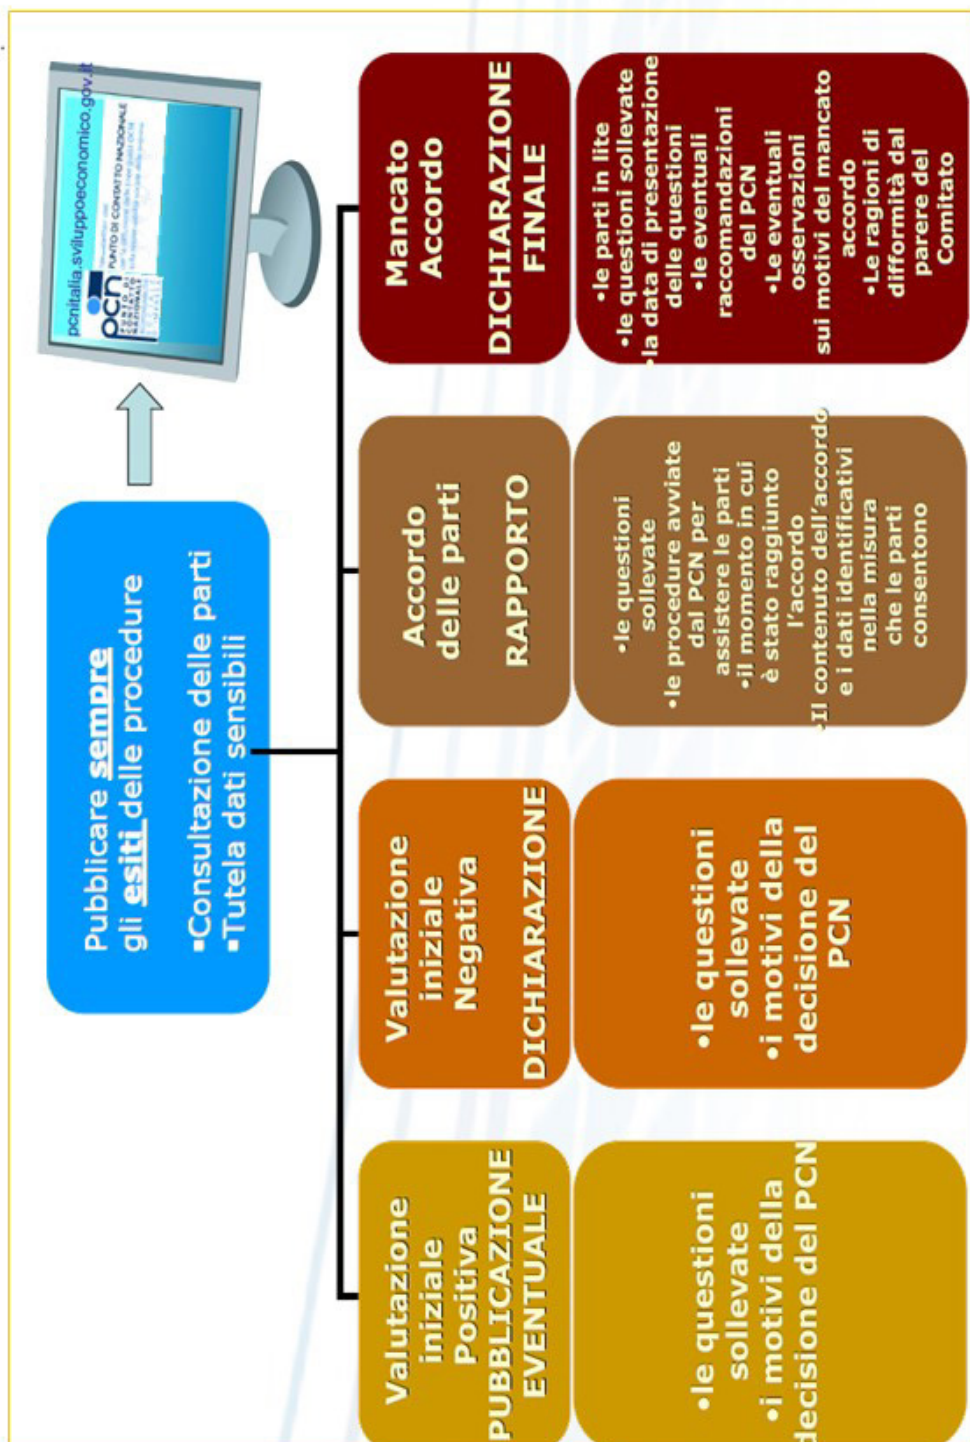 Pubblicare sempre
gli esiti delle procedure
▪Consultazione delle parti
▪Tutela dati sensibili
pcnitalia.sviluppoeconomico.gov.it
pcn
PUNTO DI CONTATTO NAZIONALE
PUNTO DI
CONTATTO
NAZIONALE
Valutazione
iniziale
Positiva
PUBBLICAZIONE
EVENTUALE
•le questioni
sollevate
•i motivi della
decisione del PCN
Valutazione
iniziale
Negativa
DICHIARAZIONE
•le questioni
sollevate
•i motivi della
decisione del
PCN
Accordo
delle parti
RAPPORTO
•le questioni
sollevate
•le procedure avviate
dal PCN per
assistere le parti
•il momento in cui
è stato raggiunto
l'accordo
•Il contenuto dell'accordo
e i dati identificativi
nella misura
che le parti
consentono
Mancato
Accordo
DICHIARAZIONE
FINALE
•le parti in lite
•le questioni sollevate
•la data di presentazione
delle questioni
•le eventuali
raccomandazioni
del PCN
•Le eventuali
osservazioni
sui motivi del mancato
accordo
•Le ragioni di
difformità dal
parere del
Comitato